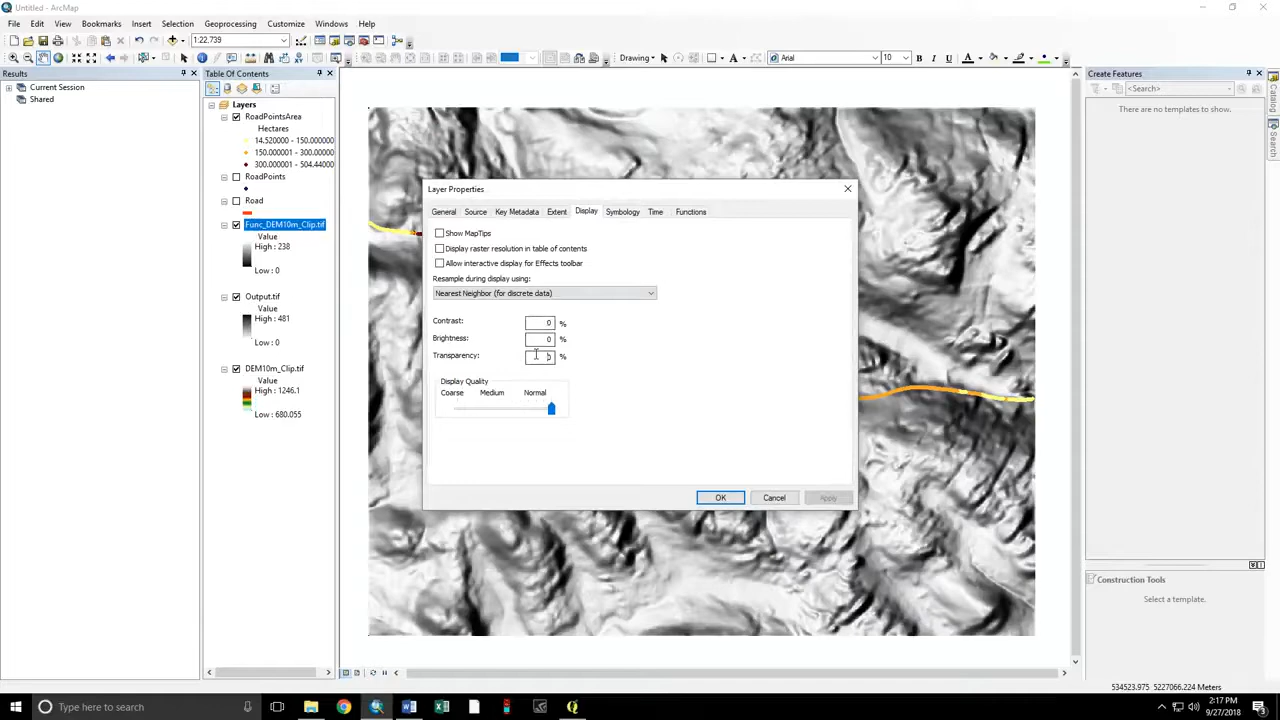 Untitled - ArcMap
File Edit View Bookmarks Insert Selection Geoprocessing Customize Windows Help
1:22,739
Drawing Arial 10 B I U A
Results
Current Session
Shared
Table Of Contents
Layers
RoadPointsArea
Hectares
14.520000 - 150.000000
150.000001 - 300.00000
300.000001 - 504.44000
RoadPoints
Road
Func_DEM10m_Clip.tif
Value
High : 238
Low : 0
Output.tif
Value
High : 481
Low : 0
DEM10m_Clip.tif
Value
High : 1246.1
Low : 680.055
Layer Properties
General Source Key Metadata Extent Display Symbology Time Functions
Show MapTips
Display raster resolution in table of contents
Allow interactive display for Effects toolbar
Resample during display using:
Nearest Neighbor (for discrete data)
Contrast: 0 %
Brightness: 0 %
Transparency: 0 %
Display Quality
Coarse Medium Normal
OK Cancel Apply
Create Features
<Search>
There are no templates to show.
Construction Tools
Select a template.
Catalog
Search
534523.975 5227066.224 Meters
Type here to search
2:17 PM
9/27/2018
3